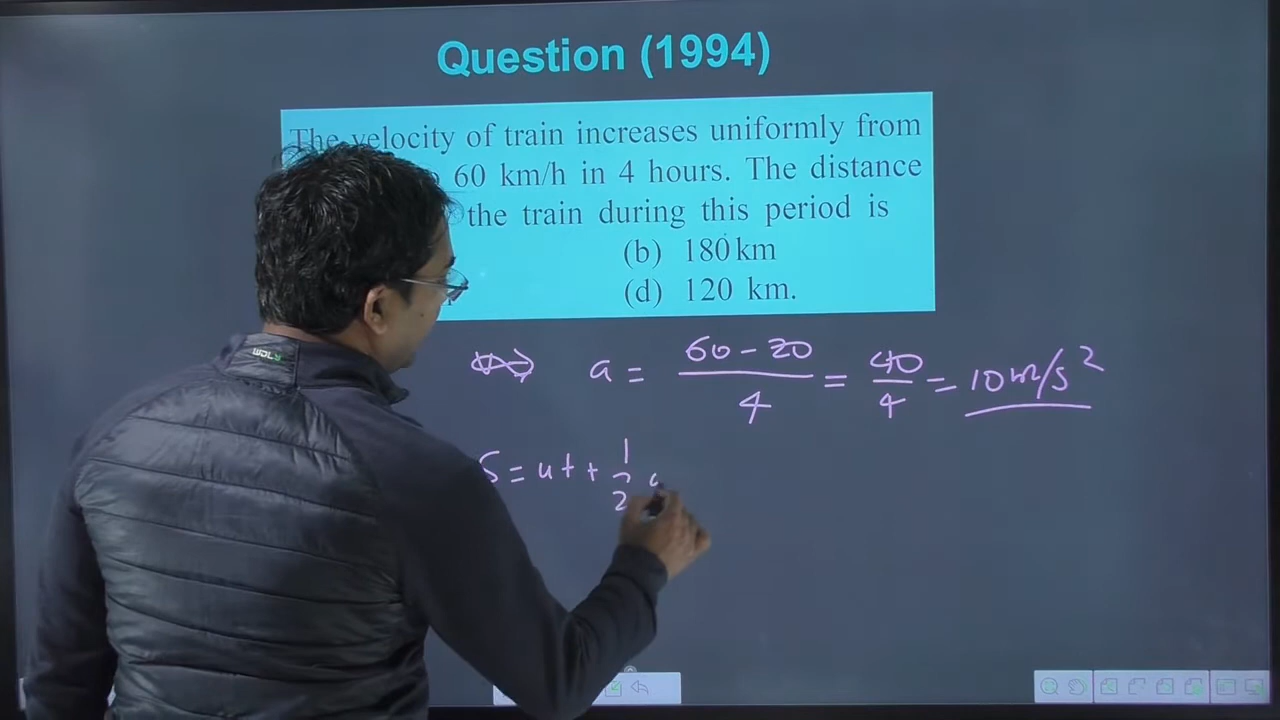 Question (1994)
The velocity of train increases uniformly from
60 km/h in 4 hours. The distance
the train during this period is
(b) 180 km
(d) 120 km.
a = 60 - 20 / 4 = 40 / 4 = 10 m/s²
S = ut + 1/2